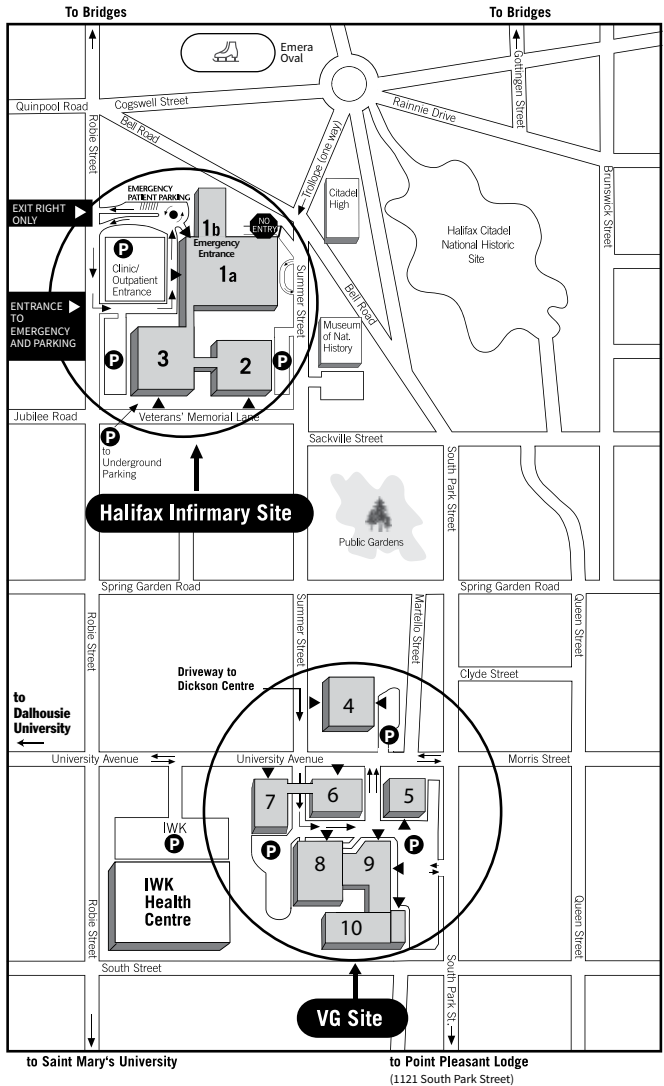 To Bridges
To Bridges
Emera
Oval
Gottingen Street
Quinpool Road
Cogswell Street
Rainnie Drive
Robie Street
Bell Road
Trollope (one way)
Brunswick Street
EMERGENCY
PATIENT PARKING
EXIT RIGHT
ONLY
1b
NO
ENTRY
Citadel
High
Halifax Citadel
National Historic
Site
Emergency
Entrance
P
Clinic/
Outpatient
Entrance
1a
Summer Street
Bell Road
ENTRANCE
TO
EMERGENCY
AND PARKING
Museum
of Nat.
History
P
3
2
P
Jubilee Road
Veterans' Memorial Lane
P
to
Underground
Parking
Sackville Street
South Park Street
Halifax Infirmary Site
Public Gardens
Spring Garden Road
Spring Garden Road
Robie Street
Summer Street
Martello Street
Queen Street
Driveway to
Dickson Centre
Clyde Street
4
P
to
Dalhousie
University
University Avenue
University Avenue
Morris Street
7
6
5
IWK
P
P
P
8
9
IWK
Health
Centre
10
Robie Street
Queen Street
South Street
South Park St.
VG Site
to Saint Mary's University
to Point Pleasant Lodge
(1121 South Park Street)